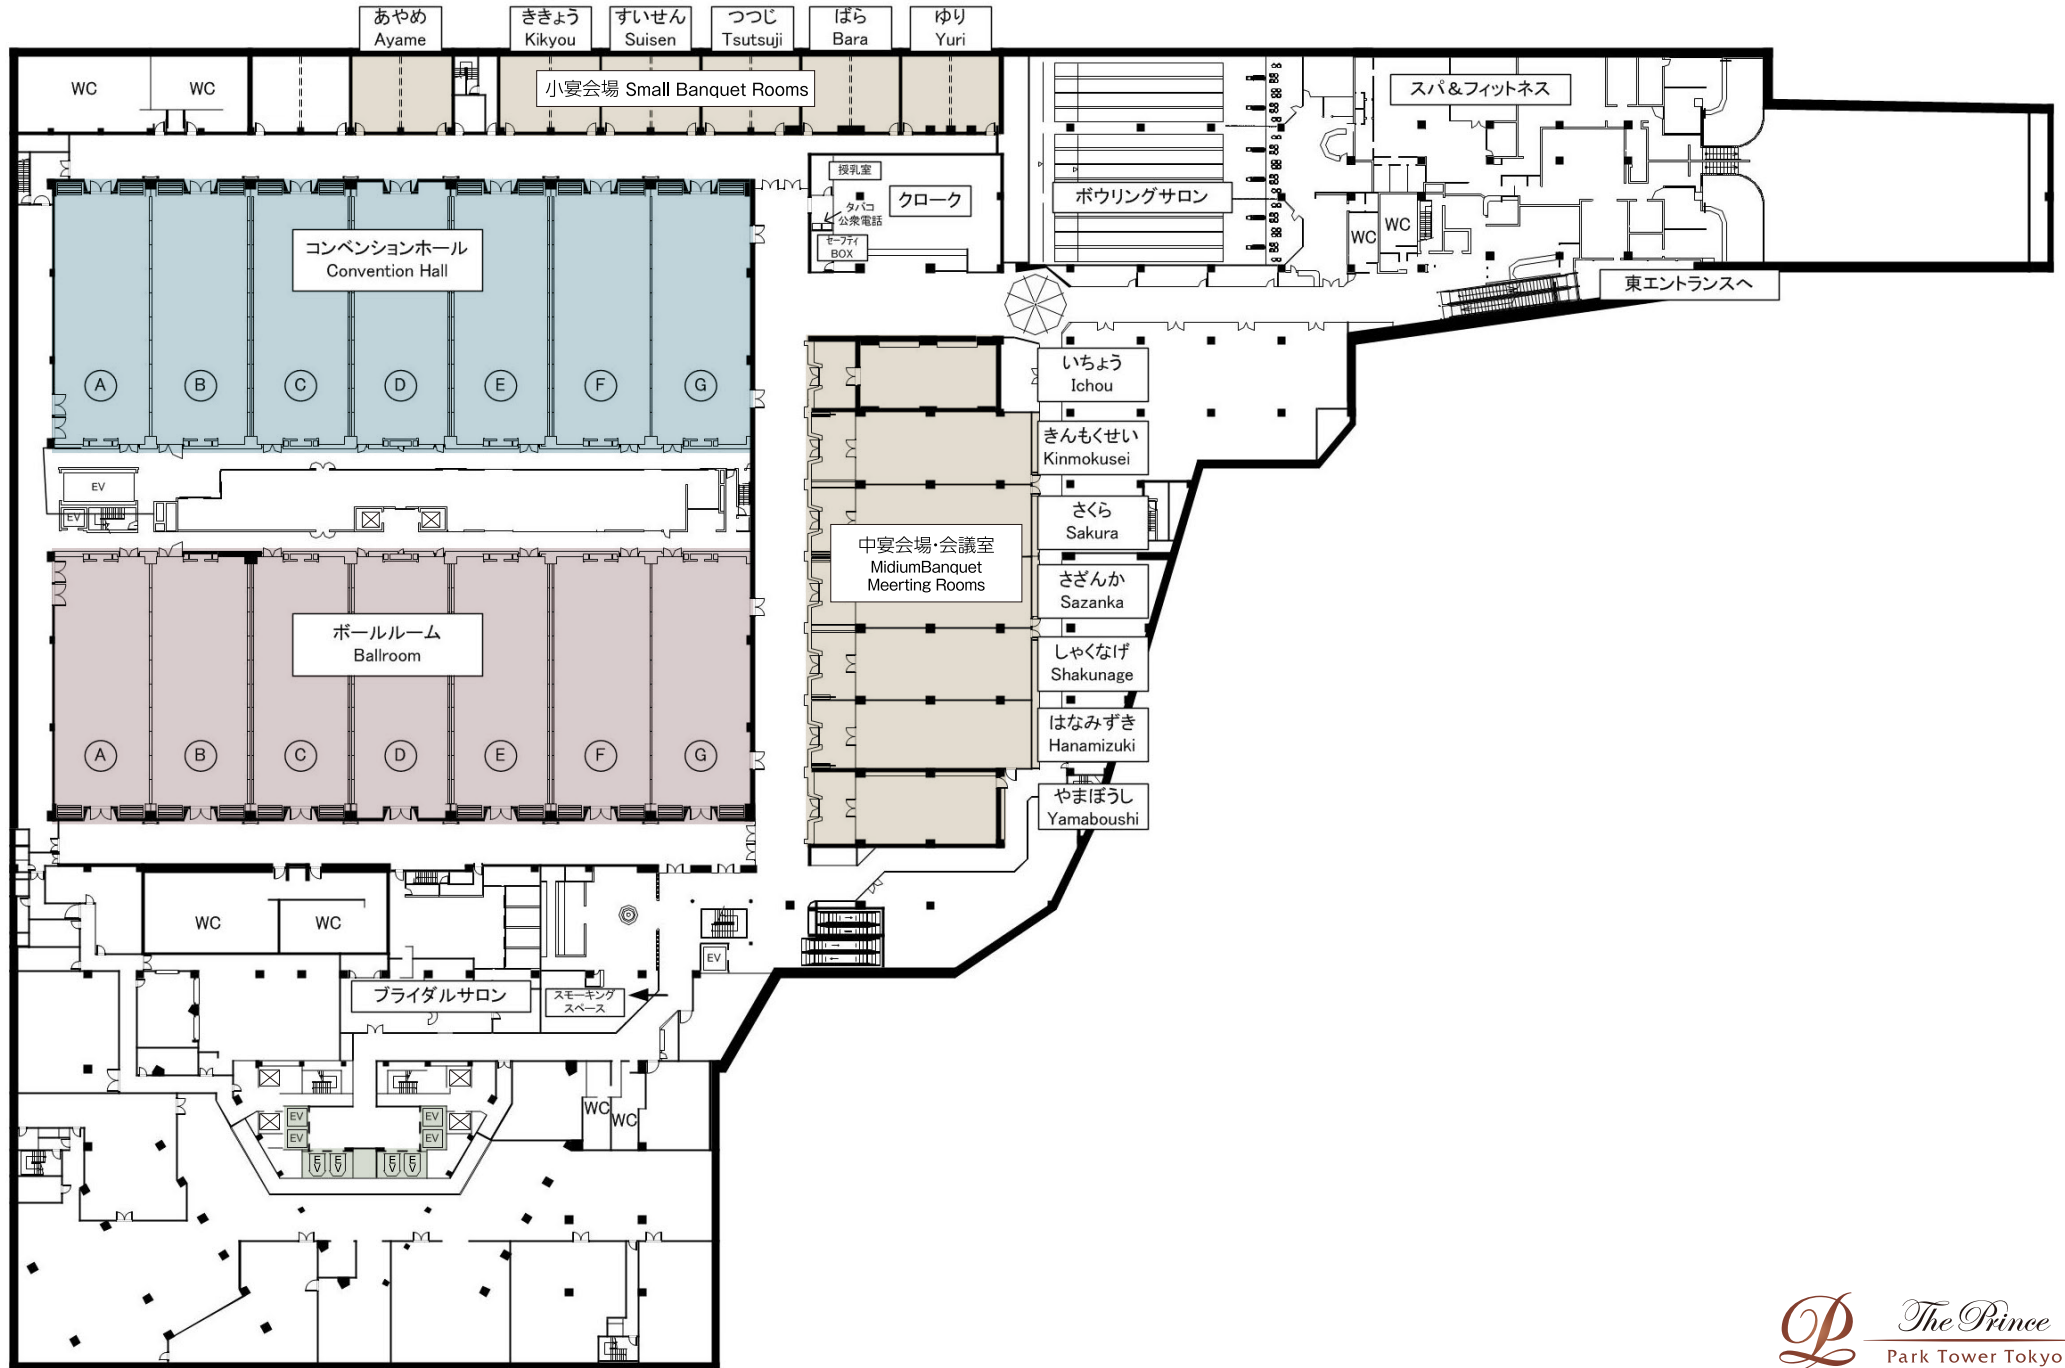 あやめ
Ayame
ききょう
Kikyou
すいせん
Suisen
つつじ
Tsutsuji
ばら
Bara
ゆり
Yuri
WC
WC
小宴会場 Small Banquet Rooms
スパ&フィットネス
授乳室
クローク
タバコ
公衆電話
セーフティ
BOX
ボウリングサロン
WC
WC
東エントランスへ
コンベンションホール
Convention Hall
A
B
C
D
E
F
G
いちょう
Ichou
きんもくせい
Kinmokusei
さくら
Sakura
さざんか
Sazanka
しゃくなげ
Shakunage
はなみずき
Hanamizuki
やまぼうし
Yamaboushi
中宴会場・会議室
MidiumBanquet
Meerting Rooms
EV
EV
ボールルーム
Ballroom
A
B
C
D
E
F
G
WC
WC
EV
ブライダルサロン
スモーキング
スペース
EV
EV
EV
EV
EV
EV
EV
EV
WC
WC
The Prince
Park Tower Tokyo